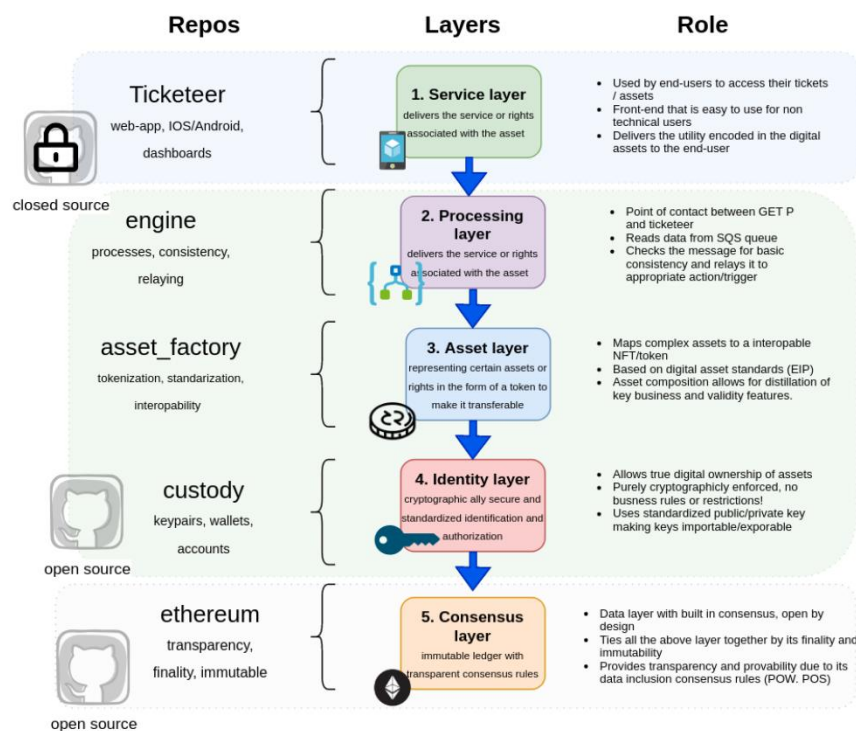 Repos
Layers
Role
Ticketeer
web-app, IOS/Android,
dashboards
closed source
1. Service layer
delivers the service or rights
associated with the asset
Used by end-users to access their tickets
/ assets
Front-end that is easy to use for non
technical users
Delivers the utility encoded in the digital
assets to the end-user
engine
processes, consistency,
relaying
2. Processing
layer
delivers the service or rights
associated with the asset
Point of contact between GET P
and ticketeer
Reads data from SQS queue
Checks the message for basic
consistency and relays it to
appropriate action/trigger
asset_factory
tokenization, standarization,
interopability
3. Asset layer
representing certain assets or
rights in the form of a token to
make it transferable
Maps complex assets to a interopable
NFT/token
Based on digital asset standards (EIP)
Asset composition allows for distillation of
key business and validity features.
custody
keypairs, wallets,
accounts
open source
4. Identity layer
cryptographic ally secure and
standardized identification and
authorization
Allows true digital ownership of assets
Purely cryptographicly enforced, no
business rules or restrictions!
Uses standardized public/private key
making keys importable/exporable
ethereum
transparency,
finality, immutable
open source
5. Consensus
layer
immutable ledger with
transparent consensus rules
Data layer with built in consensus, open by
design
Ties all the above layer together by its finality and
immutability
Provides transparency and provability due to its
data inclusion consensus rules (POW. POS)